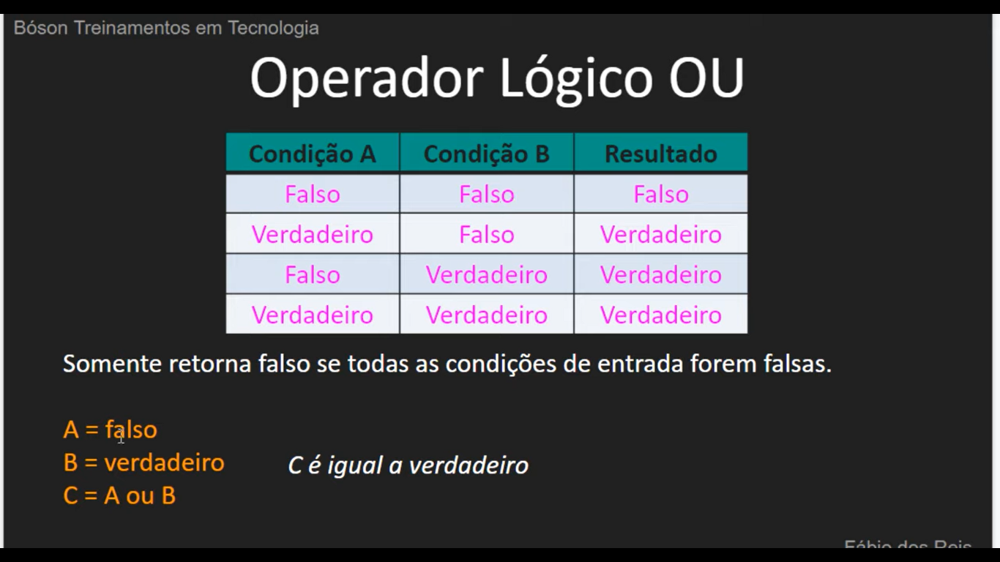 Bóson Treinamentos em Tecnologia
Operador Lógico OU
Condição A Condição B Resultado
Falso Falso Falso
Verdadeiro Falso Verdadeiro
Falso Verdadeiro Verdadeiro
Verdadeiro Verdadeiro Verdadeiro
Somente retorna falso se todas as condições de entrada forem falsas.
A = falso
B = verdadeiro
C é igual a verdadeiro
C = A ou B
Fábio dos Reis